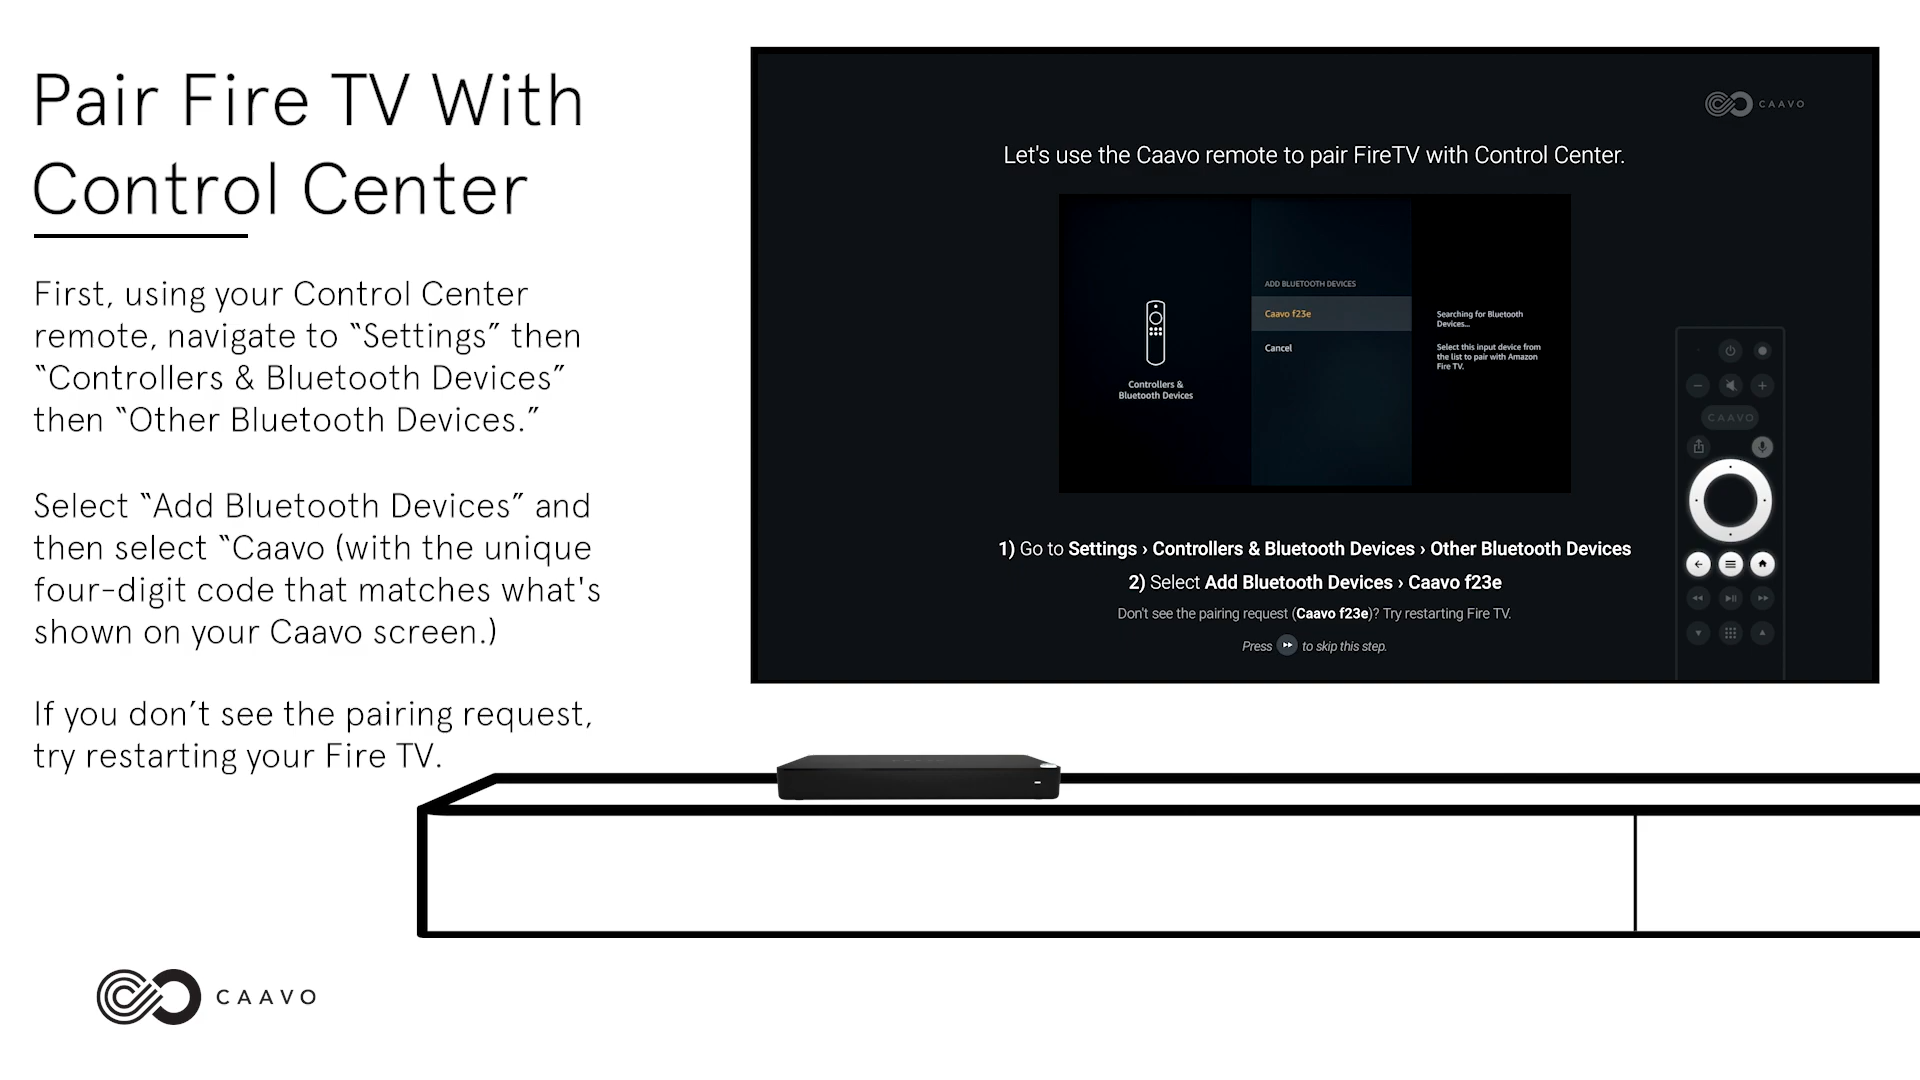 Pair Fire TV With
Control Center
First, using your Control Center
remote, navigate to “Settings” then
“Controllers & Bluetooth Devices”
then “Other Bluetooth Devices.”
Select “Add Bluetooth Devices” and
then select “Caavo (with the unique
four-digit code that matches what's
shown on your Caavo screen.)
If you don’t see the pairing request,
try restarting your Fire TV.
CAAVO
Let's use the Caavo remote to pair FireTV with Control Center.
Controllers &
Bluetooth Devices
ADD BLUETOOTH DEVICES
Caavo f23e
Cancel
Searching for Bluetooth
Devices...
Select this input device from
the list to pair with Amazon
Fire TV.
CAAVO
1) Go to Settings › Controllers & Bluetooth Devices › Other Bluetooth Devices
2) Select Add Bluetooth Devices › Caavo f23e
Don't see the pairing request (Caavo f23e)? Try restarting Fire TV.
Press to skip this step.
CAAVO